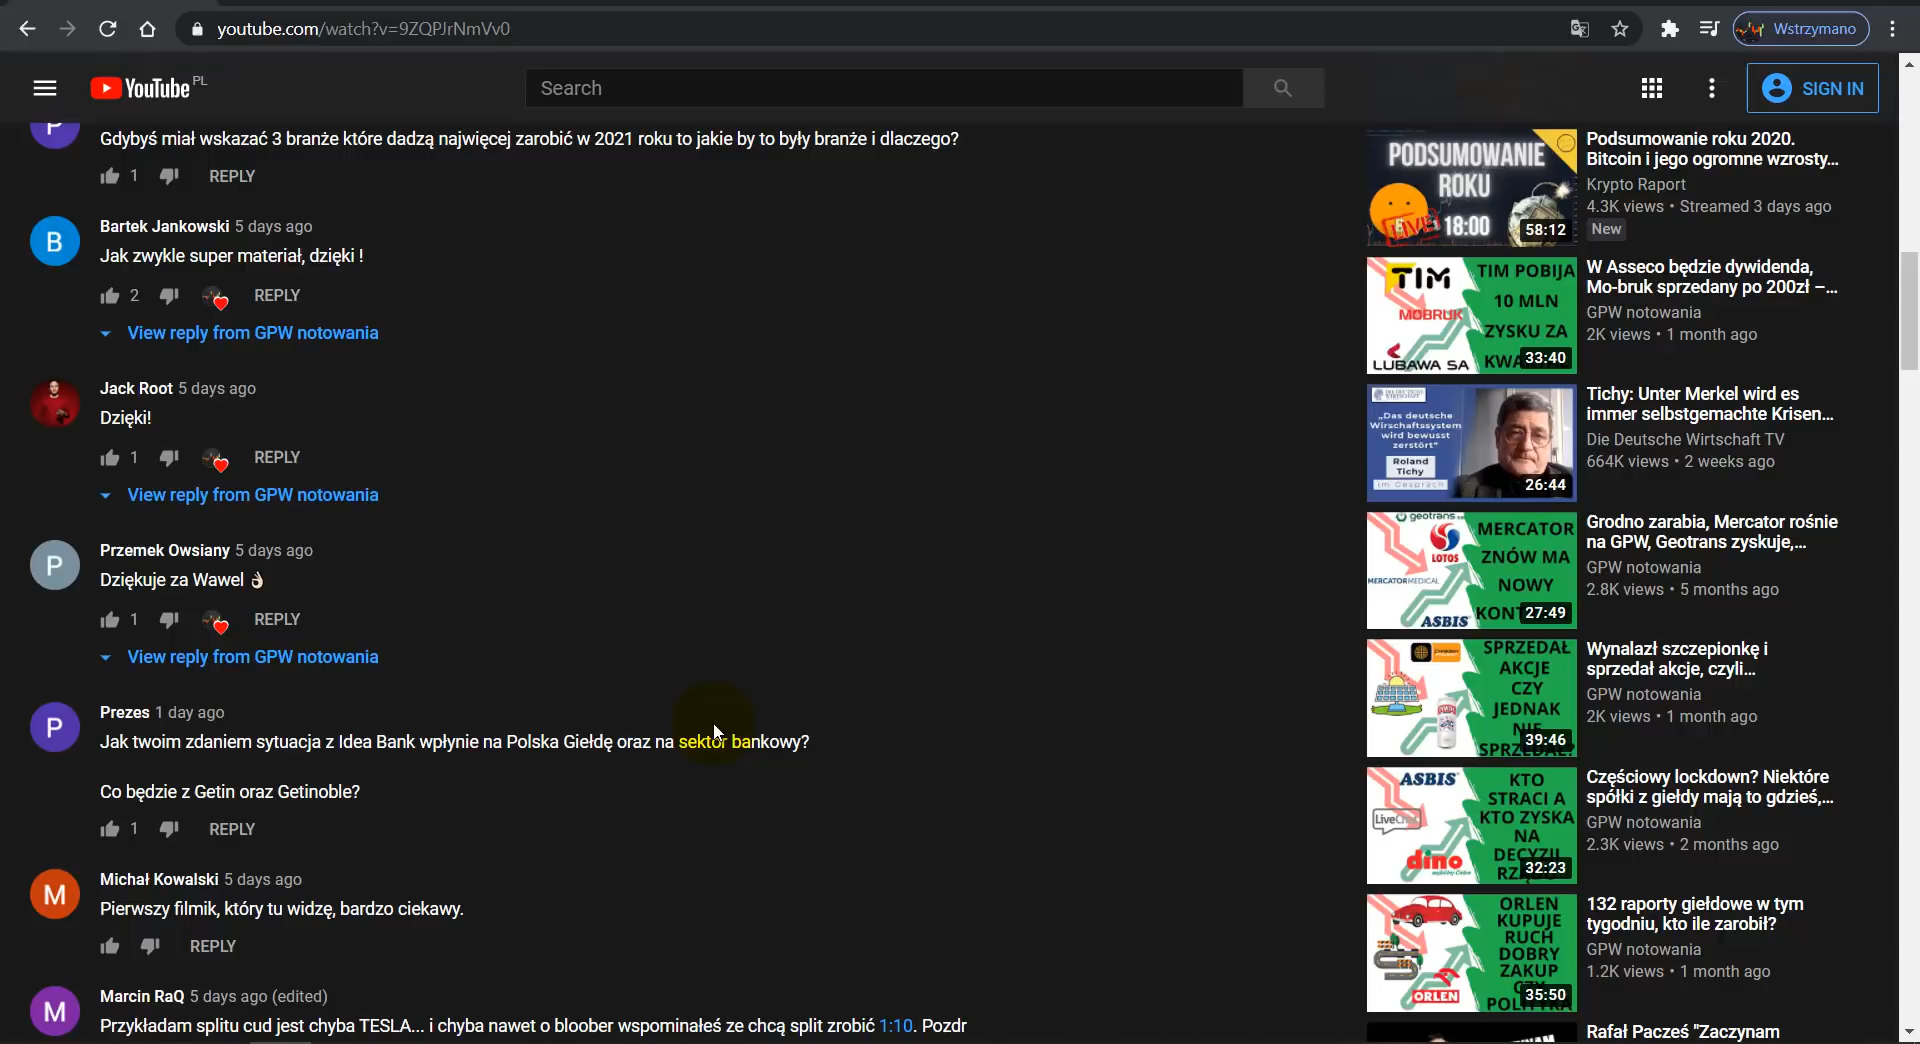 youtube.com/watch?v=9ZQPJrNmVv0
Wstrzymano
YouTube PL
Search
SIGN IN
P
Gdybyś miał wskazać 3 branże które dadzą najwięcej zarobić w 2021 roku to jakie by to były branże i dlaczego?
1 REPLY
B
Bartek Jankowski 5 days ago
Jak zwykle super materiał, dzięki !
2 REPLY
View reply from GPW notowania
Jack Root 5 days ago
Dzięki!
1 REPLY
View reply from GPW notowania
P
Przemek Owsiany 5 days ago
Dziękuje za Wawel 👌🏻
1 REPLY
View reply from GPW notowania
P
Prezes 1 day ago
Jak twoim zdaniem sytuacja z Idea Bank wpłynie na Polska Giełdę oraz na sektor bankowy?
Co będzie z Getin oraz Getinoble?
1 REPLY
M
Michał Kowalski 5 days ago
Pierwszy filmik, który tu widzę, bardzo ciekawy.
REPLY
M
Marcin RaQ 5 days ago (edited)
Przykładam splitu cud jest chyba TESLA... i chyba nawet o bloober wspominałeś ze chcą split zrobić 1:10. Pozdr
PODSUMOWANIE
ROKU
LIVE
18:00
58:12
Podsumowanie roku 2020.
Bitcoin i jego ogromne wzrosty...
Krypto Raport
4.3K views • Streamed 3 days ago
New
TIM
MOBRUK
LUBAWA SA
TIM POBIJA
10 MLN
ZYSKU ZA
33:40
W Asseco będzie dywidenda,
Mo-bruk sprzedany po 200zł –...
GPW notowania
2K views • 1 month ago
„Das deutsche
Wirschaftssystem
wird bewusst
zerstört"
Roland
Tichy
im Gespräch
26:44
Tichy: Unter Merkel wird es
immer selbstgemachte Krisen...
Die Deutsche Wirtschaft TV
664K views • 2 weeks ago
geotrans
LOTOS
MERCATOR MEDICAL
ASBIS
MERCATOR
ZNÓW MA
NOWY
27:49
Grodno zarabia, Mercator rośnie
na GPW, Geotrans zyskuje,...
GPW notowania
2.8K views • 5 months ago
SPRZEDAŁ
AKCJE
CZY
JEDNAK
NIE
39:46
Wynalazł szczepionkę i
sprzedał akcje, czyli...
GPW notowania
2K views • 1 month ago
ASBIS
dino
KTO
STRACI A
KTO ZYSKA
NA
DECYZJI
32:23
Częściowy lockdown? Niektóre
spółki z giełdy mają to gdzieś,...
GPW notowania
2.3K views • 2 months ago
ORLEN
ORLEN
KUPUJE
RUCH
DOBRY
ZAKUP
35:50
132 raporty giełdowe w tym
tygodniu, kto ile zarobił?
GPW notowania
1.2K views • 1 month ago
Rafał Pacześ "Zaczynam